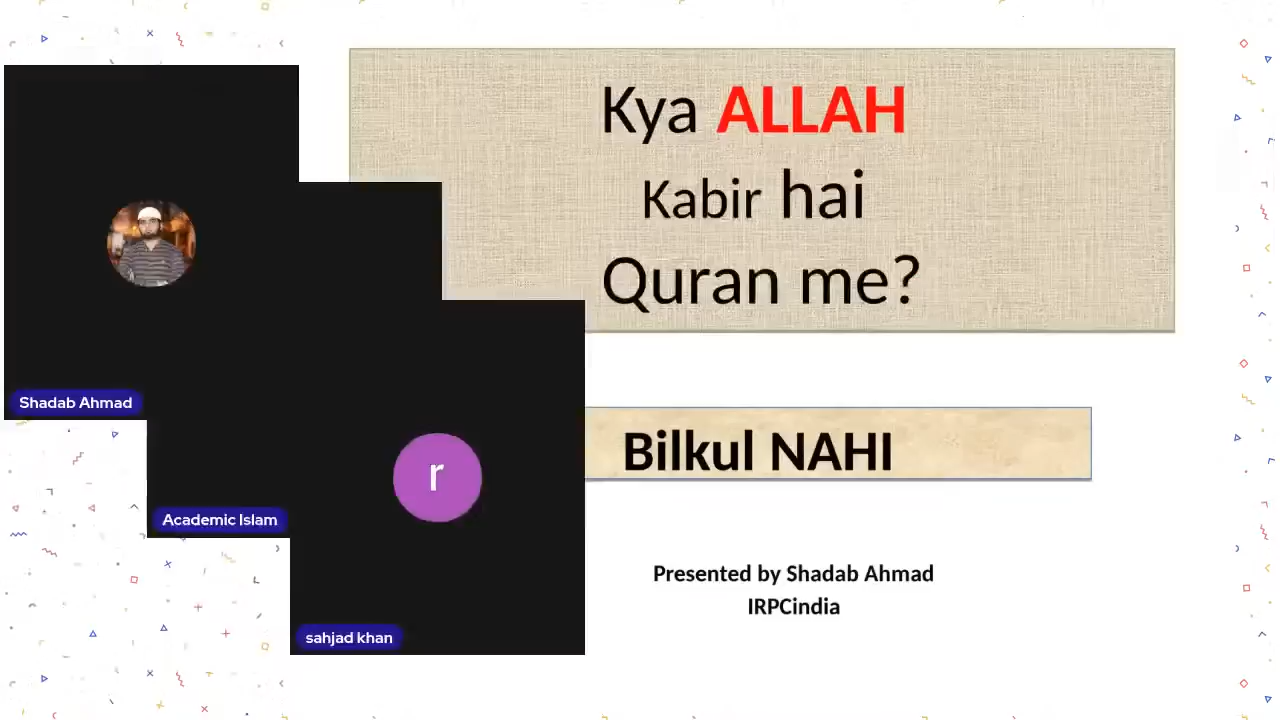 Kya ALLAH
Kabir hai
Quran me?
Bilkul NAHI
Presented by Shadab Ahmad
IRPCindia
Shadab Ahmad
Academic Islam
r
sahjad khan